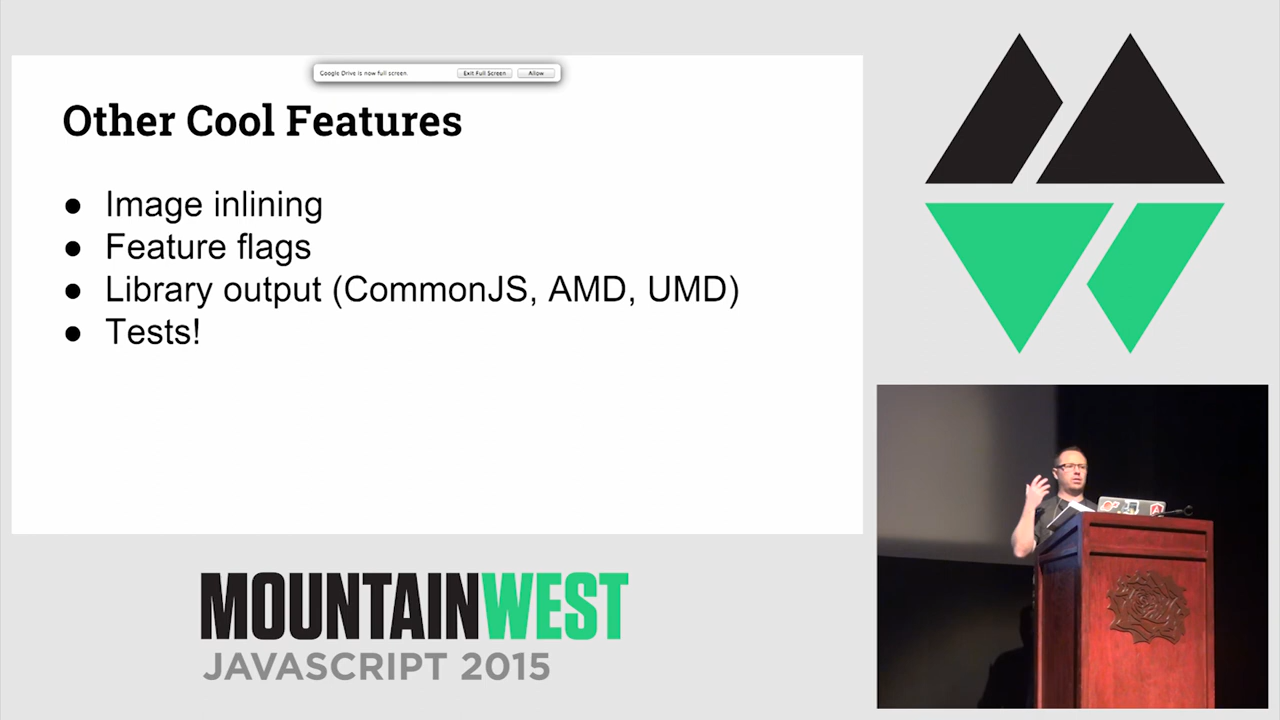 Google Drive is now full screen.
Exit Full Screen
Allow
Other Cool Features
● Image inlining
● Feature flags
● Library output (CommonJS, AMD, UMD)
● Tests!
MOUNTAINWEST
JAVASCRIPT 2015